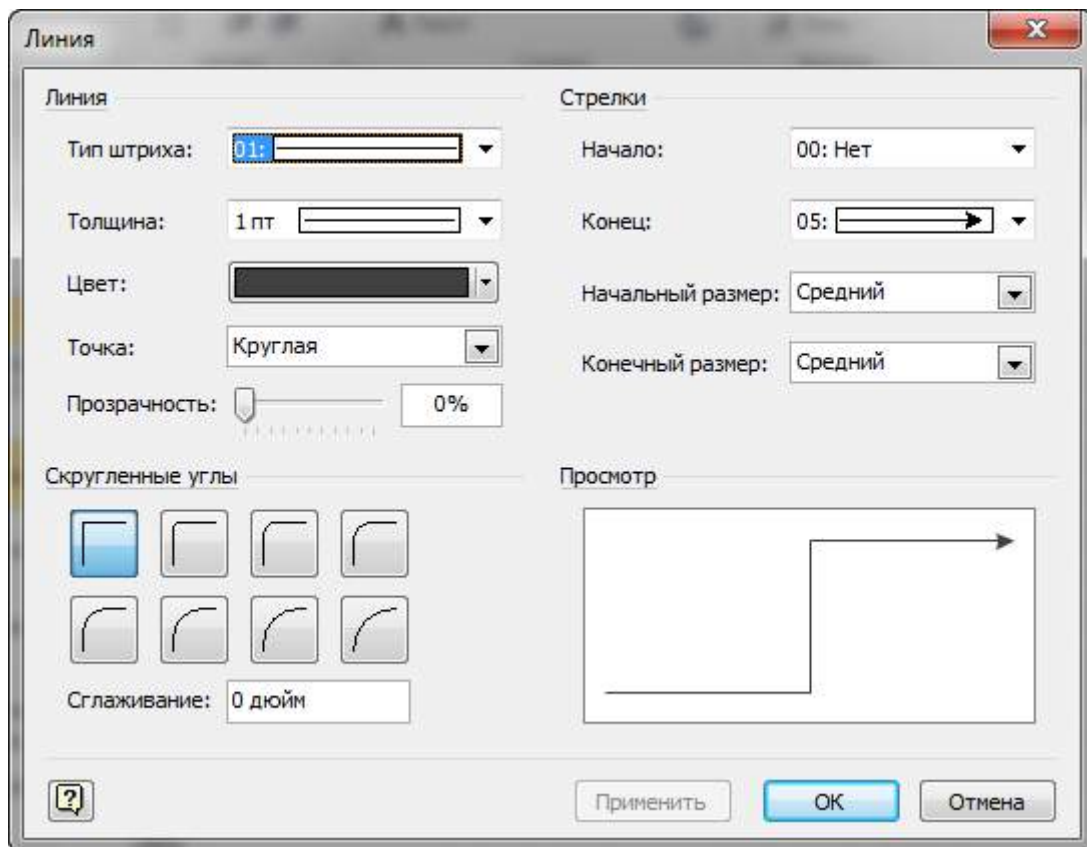 Линия
Линия
Тип штриха: 01:
Толщина: 1 пт
Цвет:
Точка: Круглая
Прозрачность: 0%
Стрелки
Начало: 00: Нет
Конец: 05:
Начальный размер: Средний
Конечный размер: Средний
Скругленные углы
Сглаживание: 0 дюйм
Просмотр
Применить
ОК
Отмена